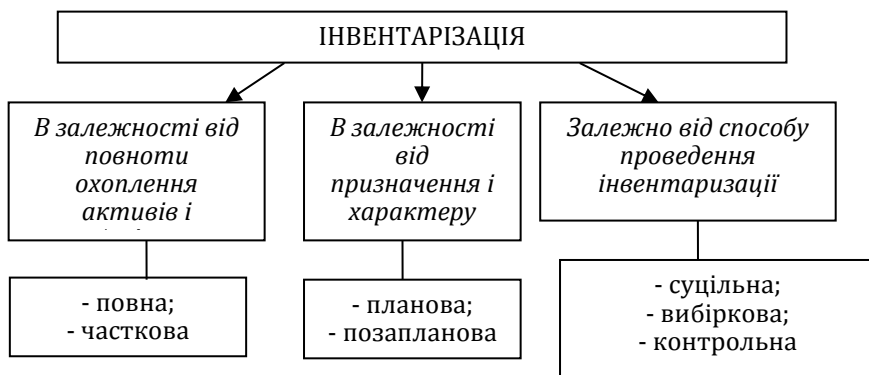 ІНВЕНТАРІЗАЦІЯ
В залежності від
повноти
охоплення
активів і
В залежності
від
призначення і
характеру
Залежно від способу
проведення
інвентаризації
- повна;
- часткова
- планова;
- позапланова
- суцільна;
- вибіркова;
- контрольна